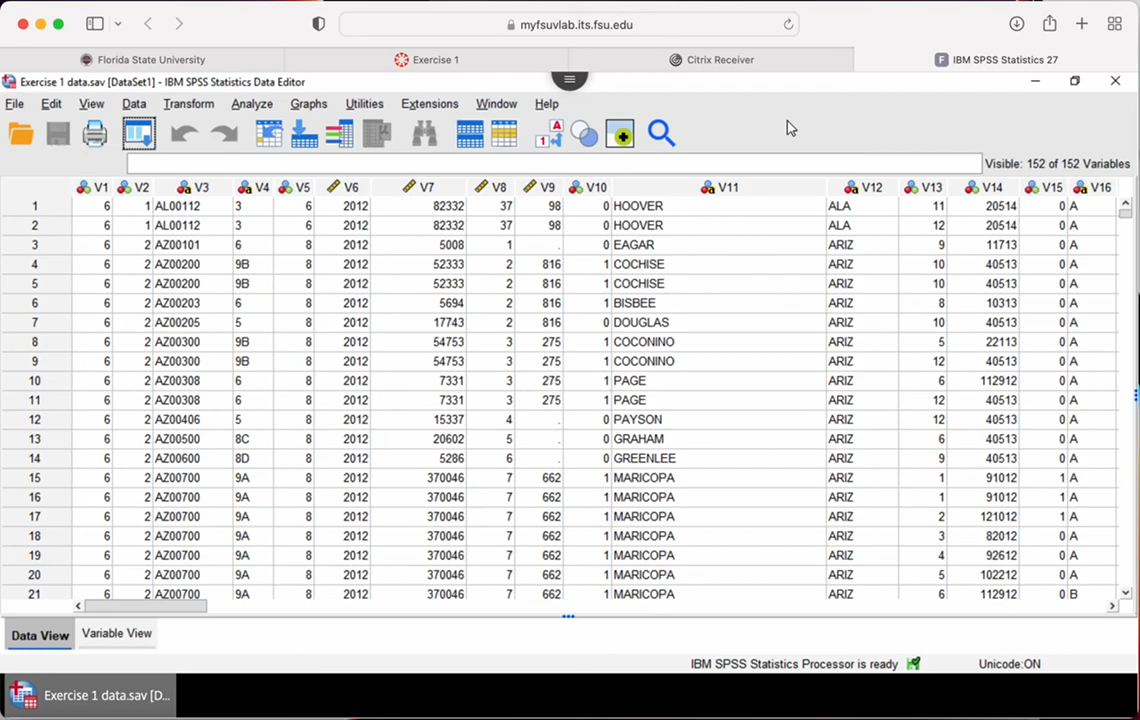 myfsuvlab.its.fsu.edu
Florida State University Exercise 1 Citrix Receiver F IBM SPSS Statistics 27
Exercise 1 data.sav [DataSet1] - IBM SPSS Statistics Data Editor
File Edit View Data Transform Analyze Graphs Utilities Extensions Window Help
Visible: 152 of 152 Variables
V1 V2 V3 V4 V5 V6 V7 V8 V9 V10 V11 V12 V13 V14 V15 V16
1 6 1 AL00112 3 6 2012 82332 37 98 0 HOOVER ALA 11 20514 0 A
2 6 1 AL00112 3 6 2012 82332 37 98 0 HOOVER ALA 12 20514 0 A
3 6 2 AZ00101 6 8 2012 5008 1 . 0 EAGAR ARIZ 9 11713 0 A
4 6 2 AZ00200 9B 8 2012 52333 2 816 1 COCHISE ARIZ 10 40513 0 A
5 6 2 AZ00200 9B 8 2012 52333 2 816 1 COCHISE ARIZ 10 40513 0 A
6 6 2 AZ00203 6 8 2012 5694 2 816 1 BISBEE ARIZ 8 10313 0 A
7 6 2 AZ00205 5 8 2012 17743 2 816 0 DOUGLAS ARIZ 10 40513 0 A
8 6 2 AZ00300 9B 8 2012 54753 3 275 1 COCONINO ARIZ 5 22113 0 A
9 6 2 AZ00300 9B 8 2012 54753 3 275 1 COCONINO ARIZ 12 40513 0 A
10 6 2 AZ00308 6 8 2012 7331 3 275 1 PAGE ARIZ 6 112912 0 A
11 6 2 AZ00308 6 8 2012 7331 3 275 1 PAGE ARIZ 12 40513 0 A
12 6 2 AZ00406 5 8 2012 15337 4 . 0 PAYSON ARIZ 12 40513 0 A
13 6 2 AZ00500 8C 8 2012 20602 5 . 0 GRAHAM ARIZ 6 40513 0 A
14 6 2 AZ00600 8D 8 2012 5286 6 . 0 GREENLEE ARIZ 9 40513 0 A
15 6 2 AZ00700 9A 8 2012 370046 7 662 1 MARICOPA ARIZ 1 91012 1 A
16 6 2 AZ00700 9A 8 2012 370046 7 662 1 MARICOPA ARIZ 1 91012 1 A
17 6 2 AZ00700 9A 8 2012 370046 7 662 1 MARICOPA ARIZ 2 121012 1 A
18 6 2 AZ00700 9A 8 2012 370046 7 662 1 MARICOPA ARIZ 3 82012 0 A
19 6 2 AZ00700 9A 8 2012 370046 7 662 1 MARICOPA ARIZ 4 92612 0 A
20 6 2 AZ00700 9A 8 2012 370046 7 662 1 MARICOPA ARIZ 5 102212 0 A
21 6 2 AZ00700 9A 8 2012 370046 7 662 1 MARICOPA ARIZ 6 112912 0 B
Data View Variable View
IBM SPSS Statistics Processor is ready Unicode:ON
Exercise 1 data.sav [D...